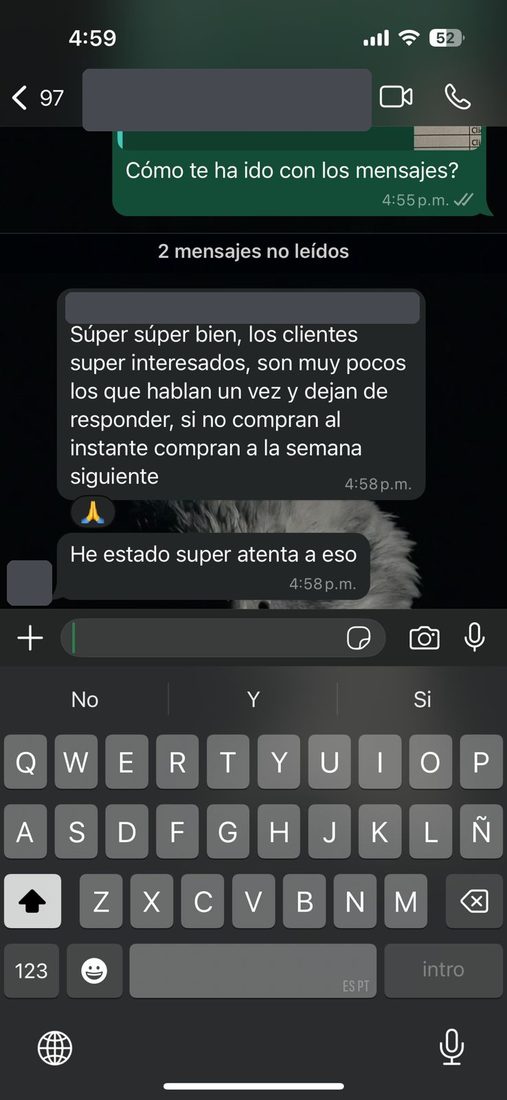 4:59
52
97
Cómo te ha ido con los mensajes?
4:55 p.m.
2 mensajes no leídos
Súper súper bien, los clientes
super interesados, son muy pocos
los que hablan un vez y dejan de
responder, si no compran al
instante compran a la semana
siguiente
4:58 p.m.
He estado super atenta a eso
4:58 p.m.
No Y Si
Q W E R T Y U I O P
A S D F G H J K L Ñ
Z X C V B N M
123 ES PT intro